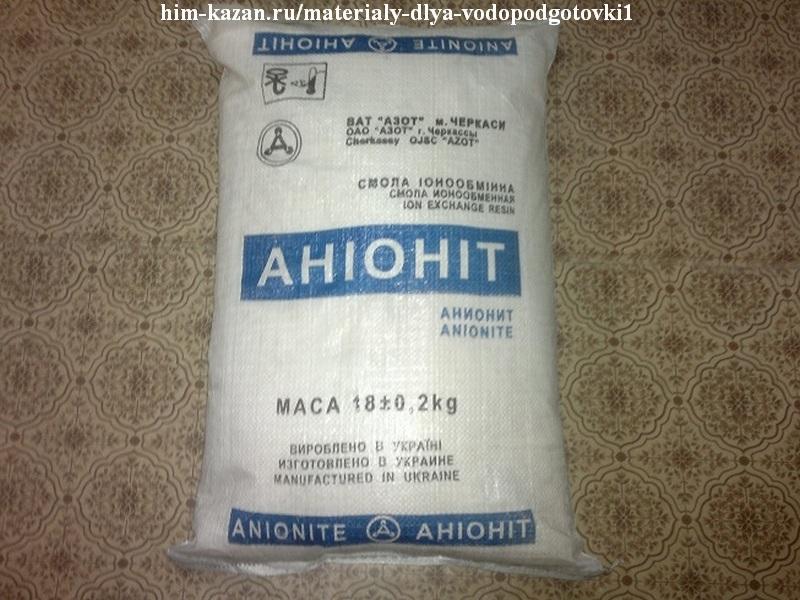 him-kazan.ru/materialy-dlya-vodopodgotovki1
АНІОНІТ ANIONITE
ВАТ "АЗОТ" м. ЧЕРКАСИ
ОАО "АЗОТ" г. Черкассы
Cherkassy OJSC "AZOT"
СМОЛА ІОНООБМІННА
СМОЛА ИОНООБМЕННАЯ
ION EXCHANGE RESIN
АНІОНІТ
АНИОНИТ
ANIONITE
МАСА 18±0,2kg
ВИРОБЛЕНО В УКРАЇНІ
ИЗГОТОВЛЕНО В УКРАИНЕ
MANUFACTURED IN UKRAINE
ANIONITE АНІОНІТ